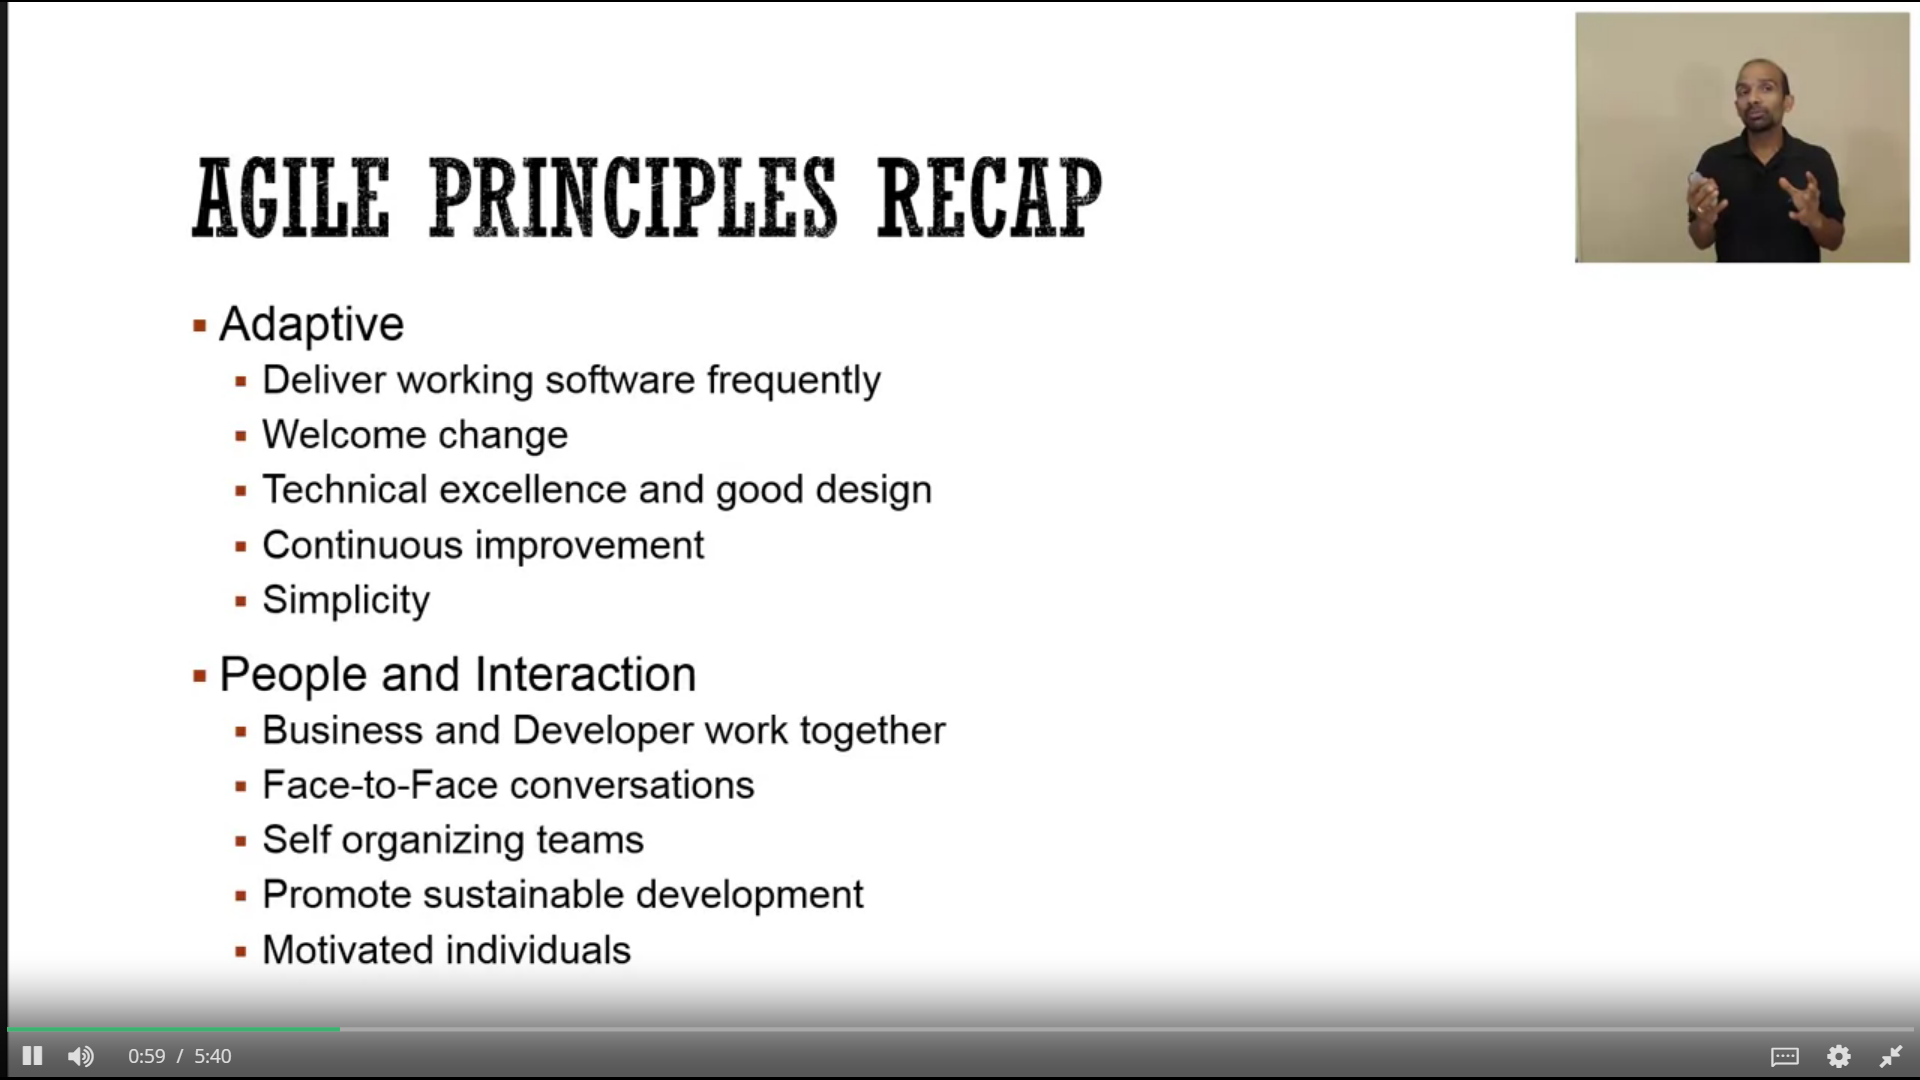 AGILE PRINCIPLES RECAP
Adaptive
Deliver working software frequently
Welcome change
Technical excellence and good design
Continuous improvement
Simplicity
People and Interaction
Business and Developer work together
Face-to-Face conversations
Self organizing teams
Promote sustainable development
Motivated individuals
0:59 / 5:40